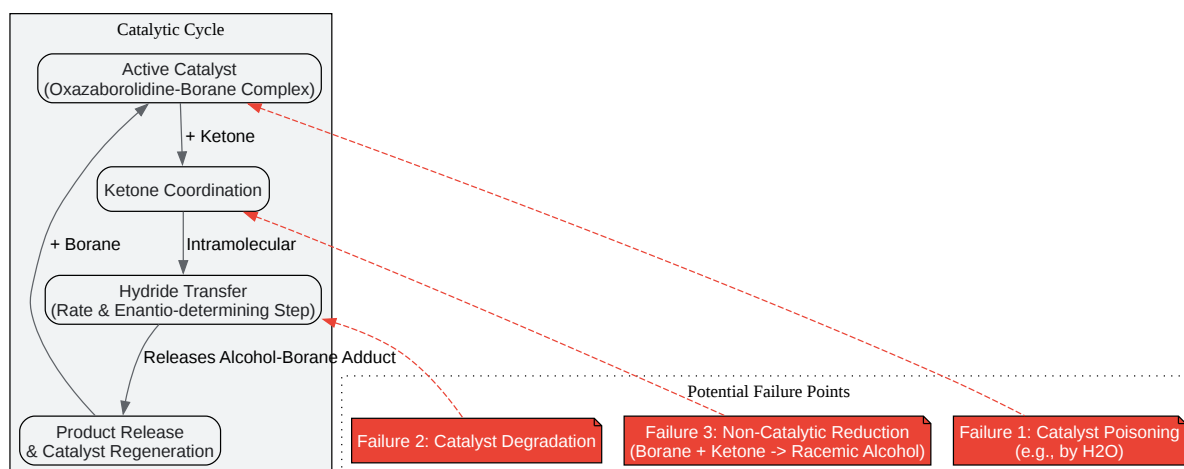 Catalytic Cycle
Active Catalyst
(Oxazaborolidine-Borane Complex)
+ Ketone
Ketone Coordination
+ Borane
Intramolecular
Hydride Transfer
(Rate & Enantio-determining Step)
Releases Alcohol-Borane Adduct
Product Release
& Catalyst Regeneration
Potential Failure Points
Failure 2: Catalyst Degradation
Failure 3: Non-Catalytic Reduction
(Borane + Ketone -> Racemic Alcohol)
Failure 1: Catalyst Poisoning
(e.g., by H2O)